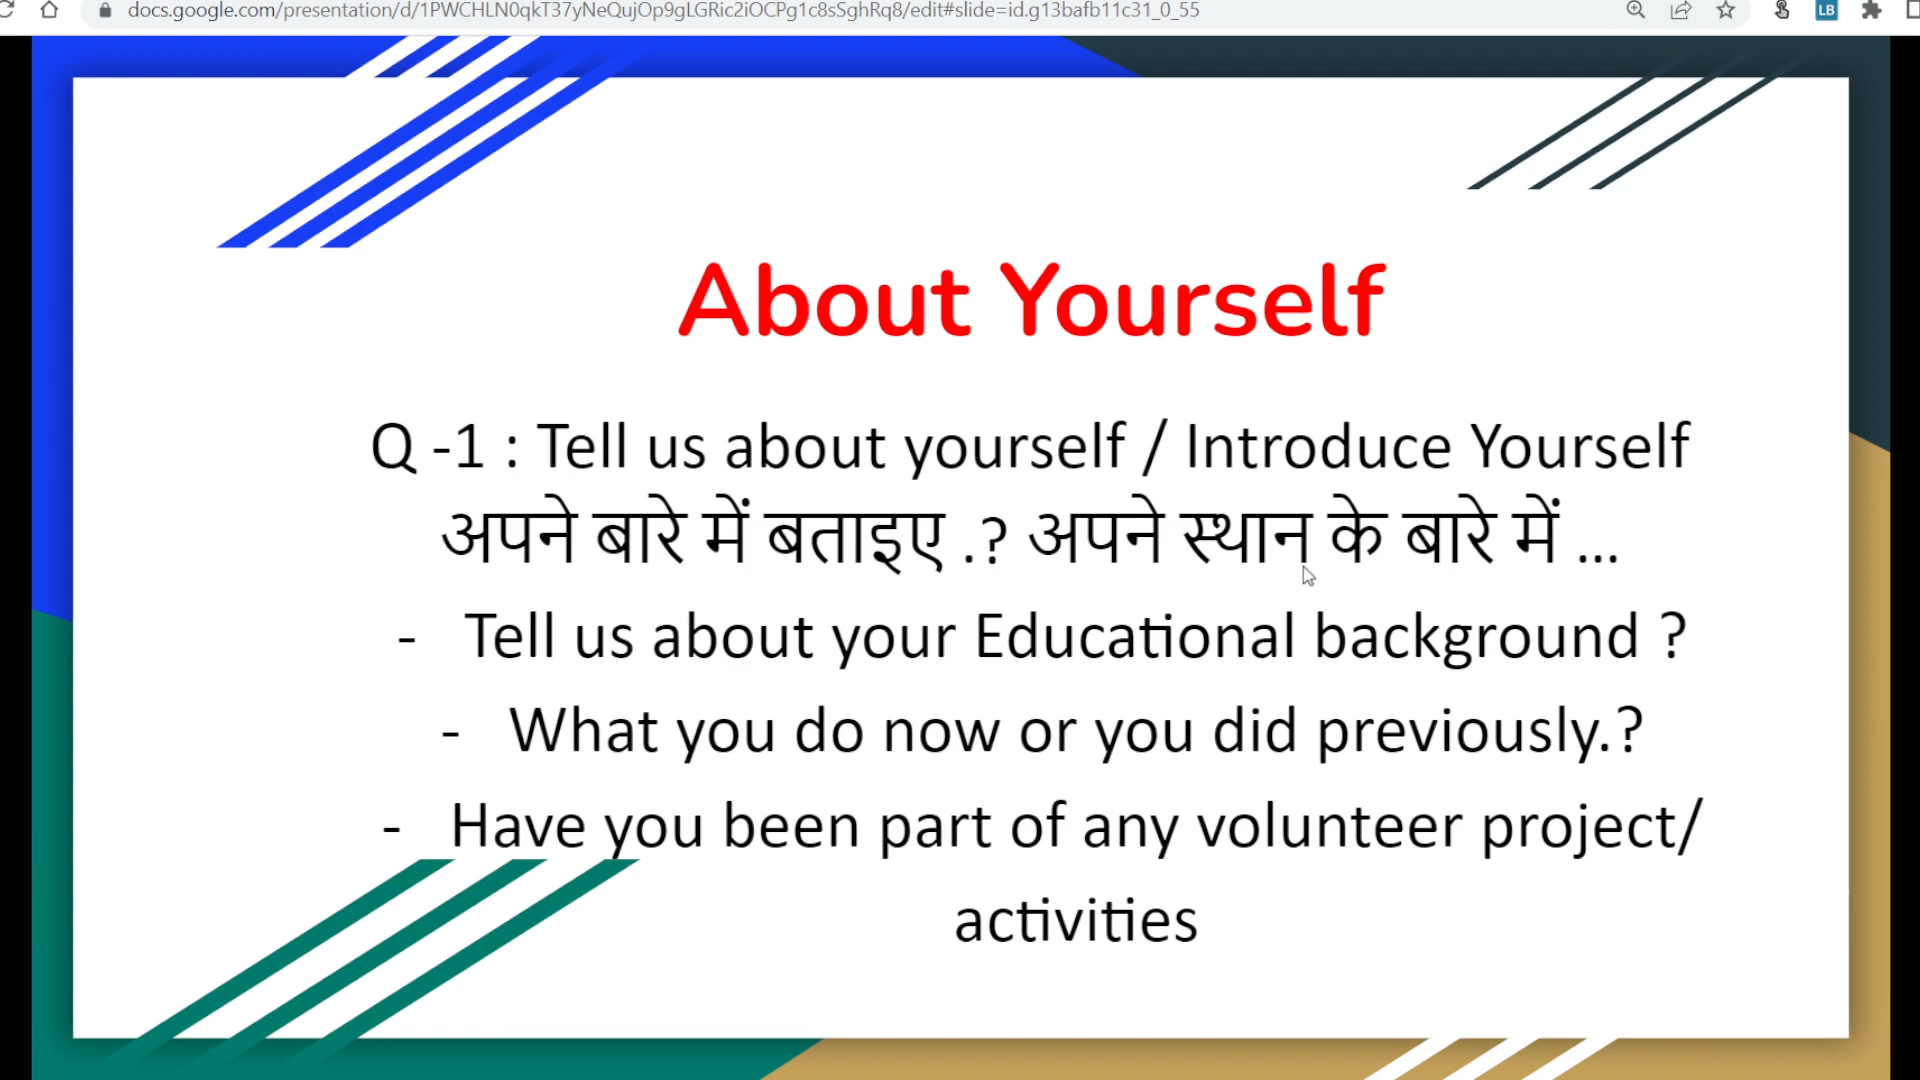 docs.google.com/presentation/d/1PWCHLN0qkT37yNeQujOp9gLGRic2iOCPg1c8sSghRq8/edit#slide=id.g13bafb11c31_0_55
LB
About Yourself
Q -1 : Tell us about yourself / Introduce Yourself
अपने बारे में बताइए .? अपने स्थान के बारे में ...
- Tell us about your Educational background ?
- What you do now or you did previously.?
- Have you been part of any volunteer project/
activities